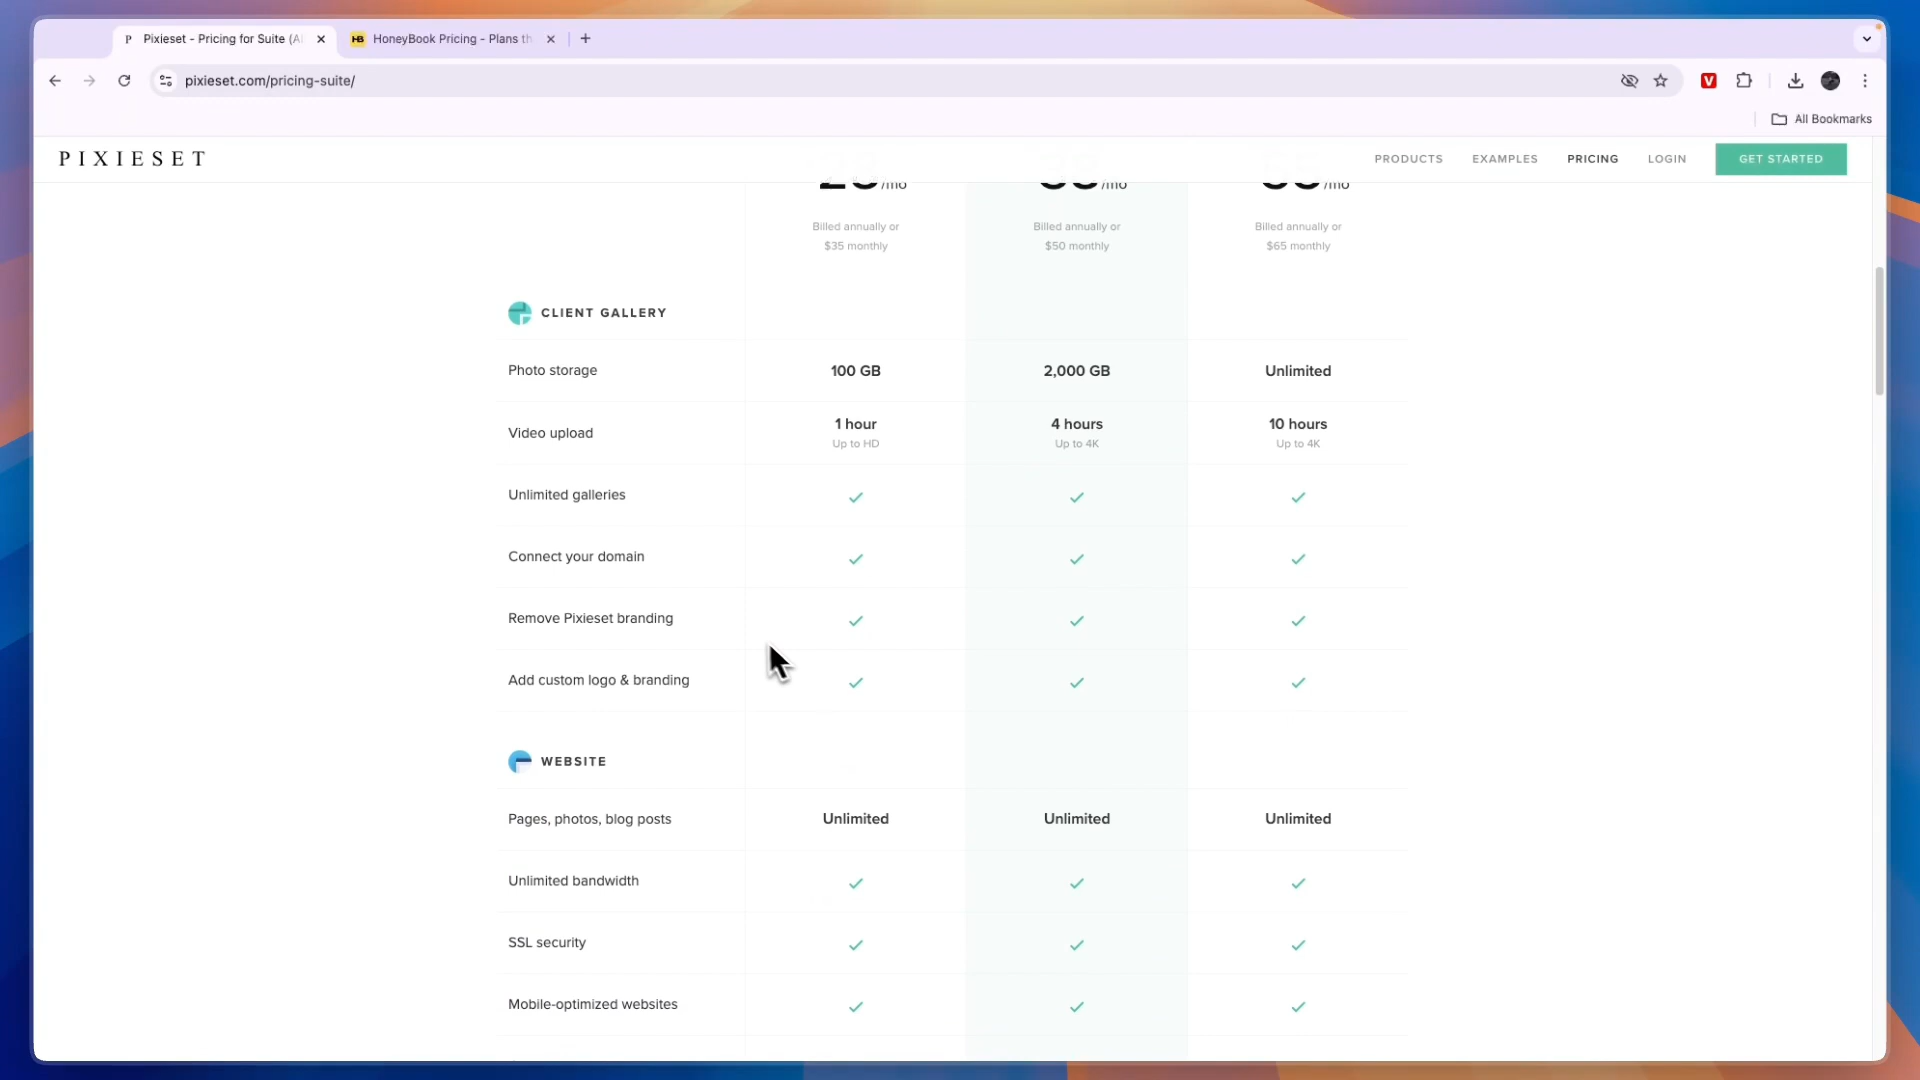 P Pixieset - Pricing for Suite (A
HB HoneyBook Pricing - Plans th
pixieset.com/pricing-suite/
V
All Bookmarks
PIXIESET
PRODUCTS EXAMPLES PRICING LOGIN GET STARTED
/mo /mo /mo
Billed annually or Billed annually or Billed annually or
$35 monthly $50 monthly $65 monthly
CLIENT GALLERY
Photo storage 100 GB 2,000 GB Unlimited
Video upload 1 hour 4 hours 10 hours
Up to HD Up to 4K Up to 4K
Unlimited galleries
Connect your domain
Remove Pixieset branding
Add custom logo & branding
WEBSITE
Pages, photos, blog posts Unlimited Unlimited Unlimited
Unlimited bandwidth
SSL security
Mobile-optimized websites